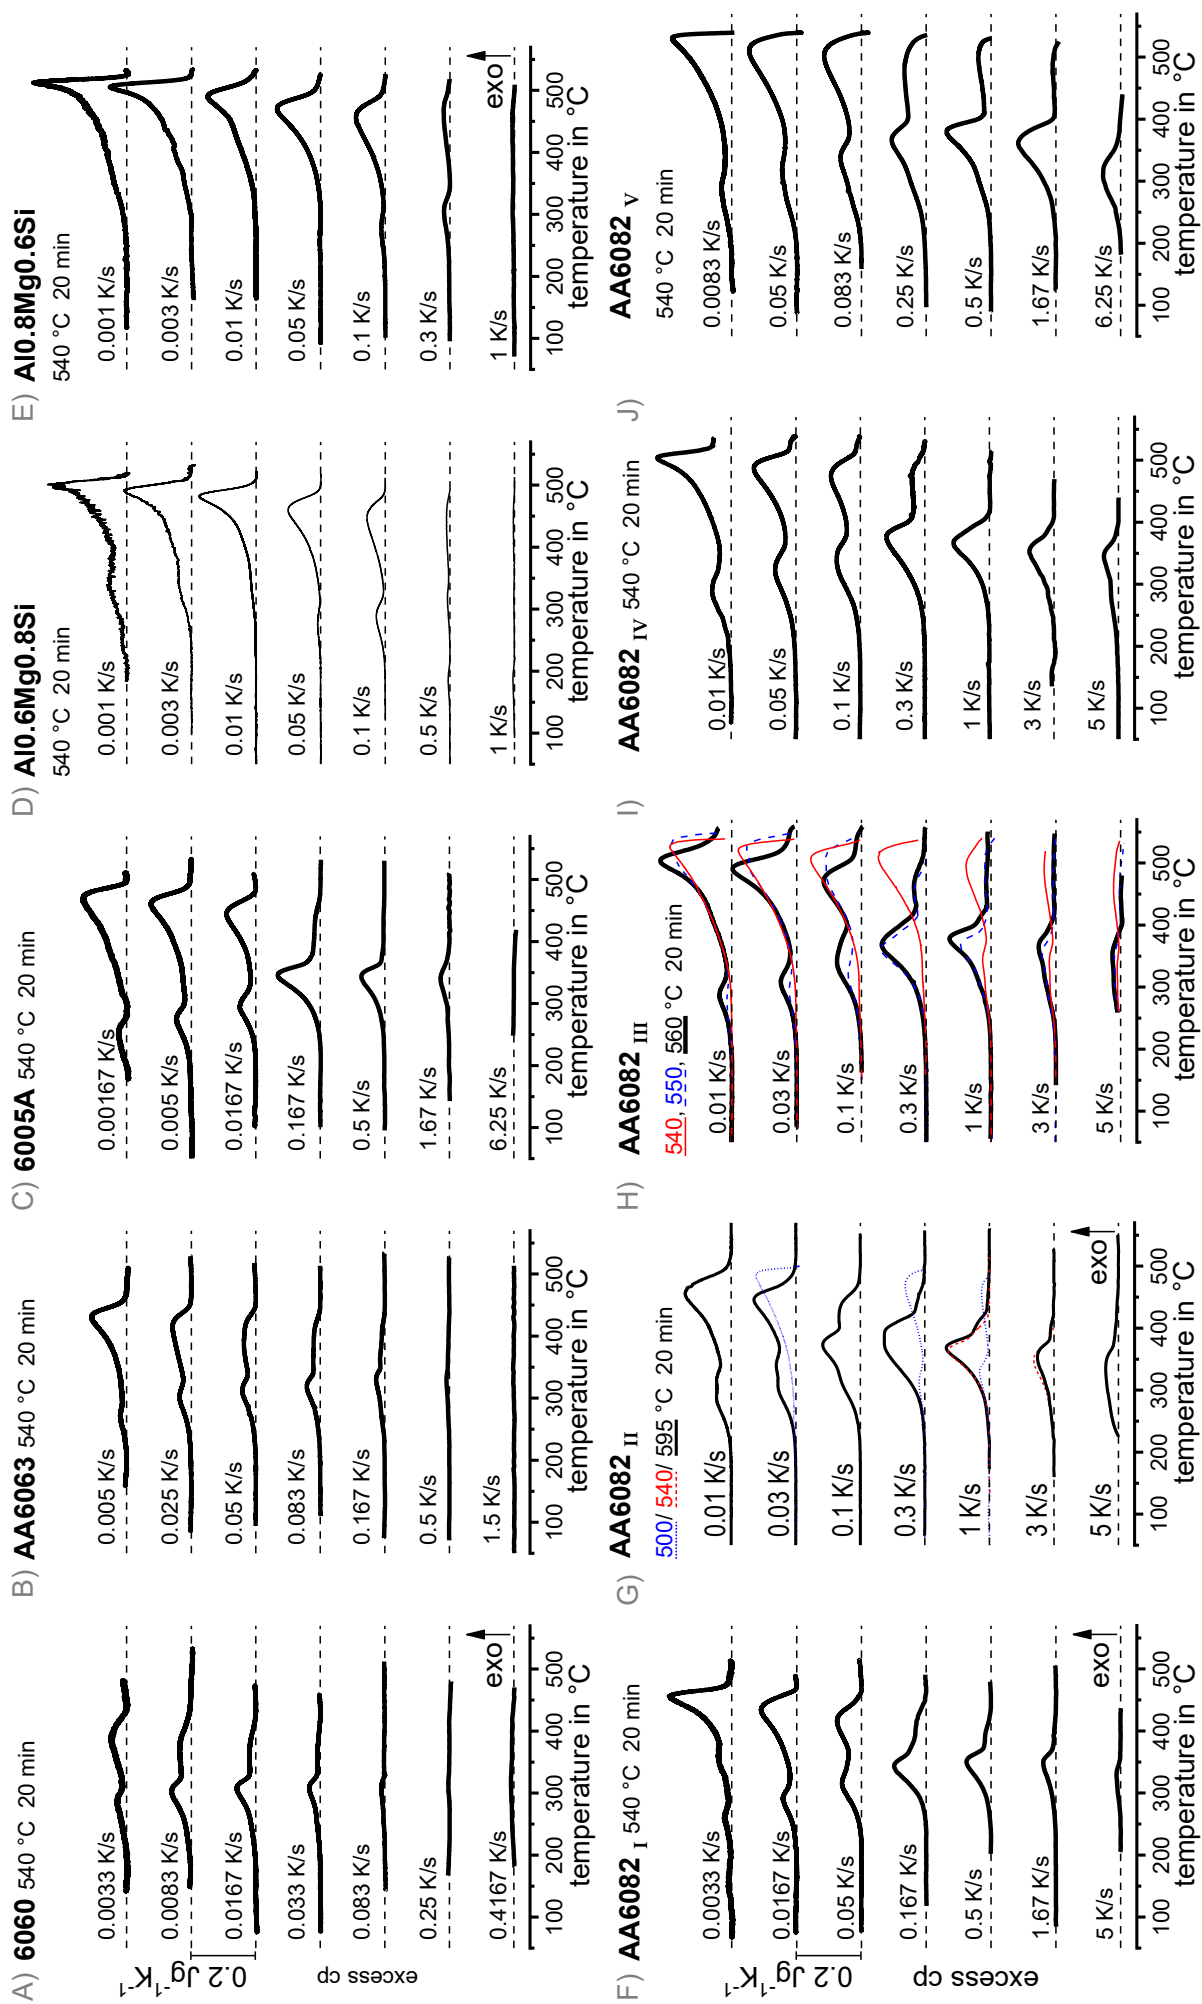 A) 6060 540 °C 20 min
0.0033 K/s
0.0083 K/s
0.0167 K/s
0.033 K/s
0.083 K/s
0.25 K/s
0.4167 K/s
exo
0.2 Jg⁻¹K⁻¹
excess cp
100 200 300 400 500
temperature in °C
B) AA6063 540 °C 20 min
0.005 K/s
0.025 K/s
0.05 K/s
0.083 K/s
0.167 K/s
0.5 K/s
1.5 K/s
100 200 300 400 500
temperature in °C
C) 6005A 540 °C 20 min
0.00167 K/s
0.005 K/s
0.0167 K/s
0.167 K/s
0.5 K/s
1.67 K/s
6.25 K/s
100 200 300 400 500
temperature in °C
D) Al0.6Mg0.8Si
540 °C 20 min
0.001 K/s
0.003 K/s
0.01 K/s
0.05 K/s
0.1 K/s
0.5 K/s
1 K/s
100 200 300 400 500
temperature in °C
E) Al0.8Mg0.6Si
540 °C 20 min
0.001 K/s
0.003 K/s
0.01 K/s
0.05 K/s
0.1 K/s
0.3 K/s
1 K/s
exo
100 200 300 400 500
temperature in °C
F) AA6082 I 540 °C 20 min
0.0033 K/s
0.0167 K/s
0.05 K/s
0.167 K/s
0.5 K/s
1.67 K/s
5 K/s
exo
0.2 Jg⁻¹K⁻¹
excess cp
100 200 300 400 500
temperature in °C
G) AA6082 II
500/ 540/ 595 °C 20 min
0.01 K/s
0.03 K/s
0.1 K/s
0.3 K/s
1 K/s
3 K/s
5 K/s
exo
100 200 300 400 500
temperature in °C
H) AA6082 III
540, 550, 560 °C 20 min
0.01 K/s
0.03 K/s
0.1 K/s
0.3 K/s
1 K/s
3 K/s
5 K/s
100 200 300 400 500
temperature in °C
I) AA6082 IV 540 °C 20 min
0.01 K/s
0.05 K/s
0.1 K/s
0.3 K/s
1 K/s
3 K/s
5 K/s
100 200 300 400 500
temperature in °C
J) AA6082 V
540 °C 20 min
0.0083 K/s
0.05 K/s
0.083 K/s
0.25 K/s
0.5 K/s
1.67 K/s
6.25 K/s
100 200 300 400 500
temperature in °C